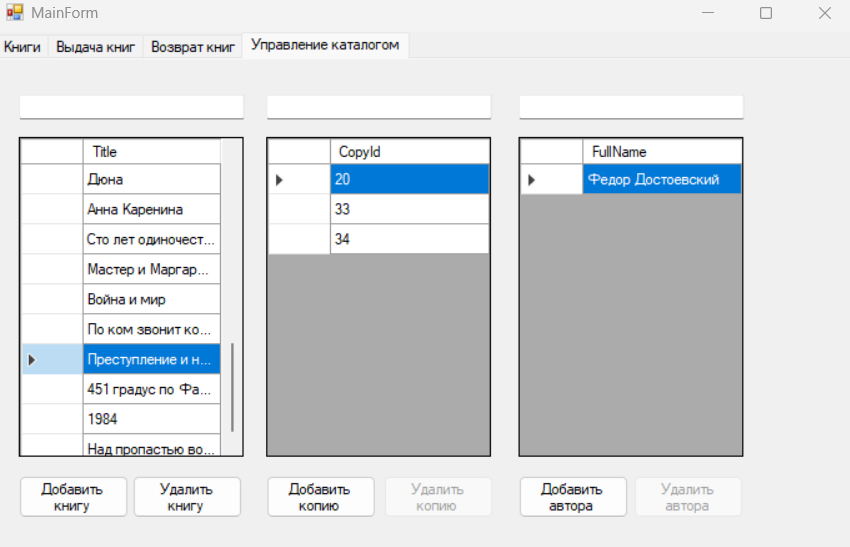 MainForm
Книги Выдача книг Возврат книг Управление каталогом
Title CopyId FullName
Дюна 20 Федор Достоевский
Анна Каренина 33
Сто лет одиночест... 34
Мастер и Маргар...
Война и мир
По ком звонит ко...
Преступление и н...
451 градус по Фа...
1984
Над пропастью во...
Добавить книгу Удалить книгу Добавить копию Удалить копию Добавить автора Удалить автора